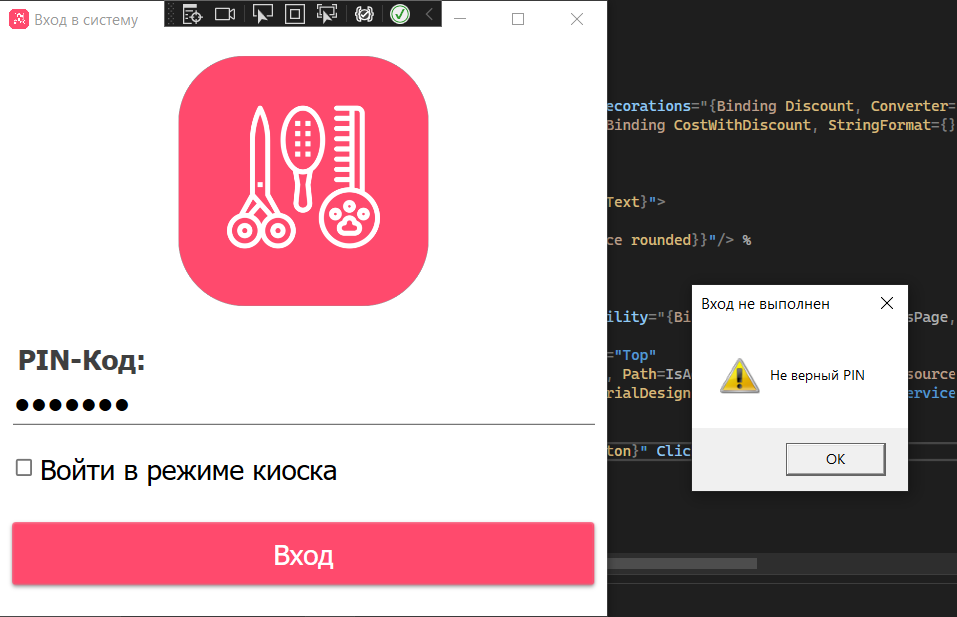 Вход в систему
ecorations="{Binding Discount, Converter=
Binding CostWithDiscount, StringFormat={}
Text}">
ce rounded}}"/> %
ility="{Bi
sPage,
="Top"
, Path=IsA
source
rialDesign
ervice
ton}" Clic
PIN-Код:
Войти в режиме киоска
Вход
Вход не выполнен
Не верный PIN
OK